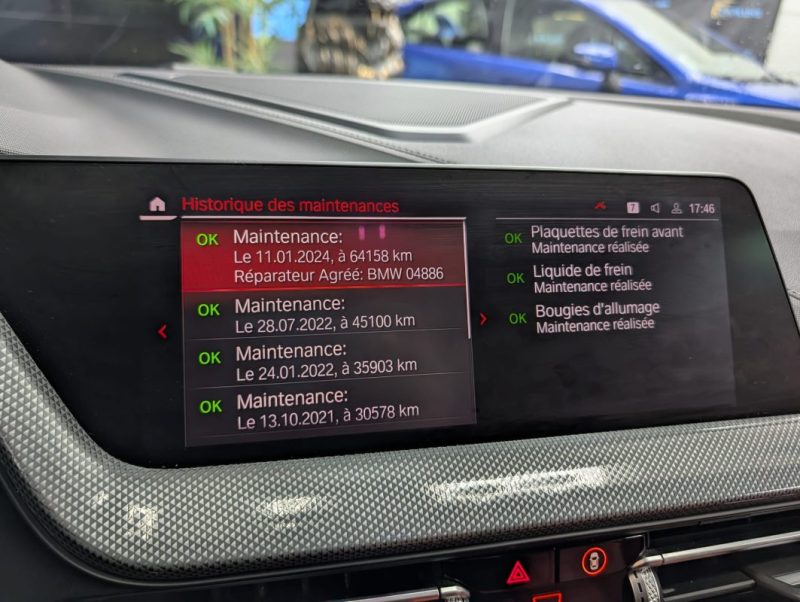 Historique des maintenances
7
17:46
OK Maintenance:
Le 11.01.2024, à 64158 km
Réparateur Agréé: BMW 04886
OK Maintenance:
Le 28.07.2022, à 45100 km
OK Maintenance:
Le 24.01.2022, à 35903 km
OK Maintenance:
Le 13.10.2021, à 30578 km
OK Plaquettes de frein avant
Maintenance réalisée
OK Liquide de frein
Maintenance réalisée
OK Bougies d'allumage
Maintenance réalisée